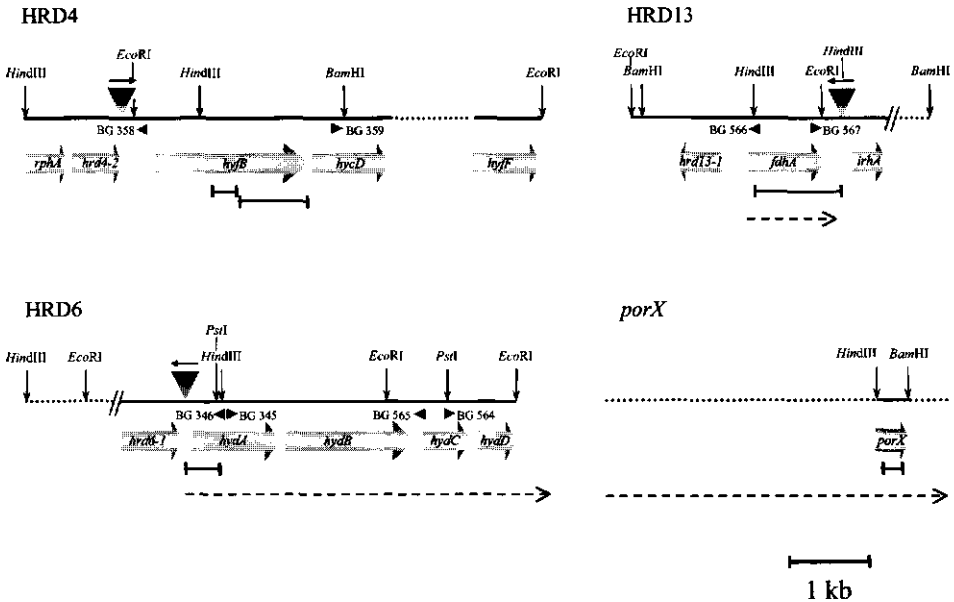 HRD4
HRD13
EcoRI
HindIII
HindIII
BamHI
EcoRI
BG 358
BG 359
rphA
hrd4-2
hyfB
hycD
hyfF
EcoRI
BamHI
HindIII
HindIII
EcoRI
BamHI
BG 566
BG 567
hrd13-1
fdhA
irhA
HRD6
porX
PstI
HindIII
EcoRI
HindIII
EcoRI
PstI
EcoRI
HindIII
BamHI
BG 346
BG 345
BG 565
BG 564
hrd6-1
hydA
hydB
hydC
hydD
porX
1 kb